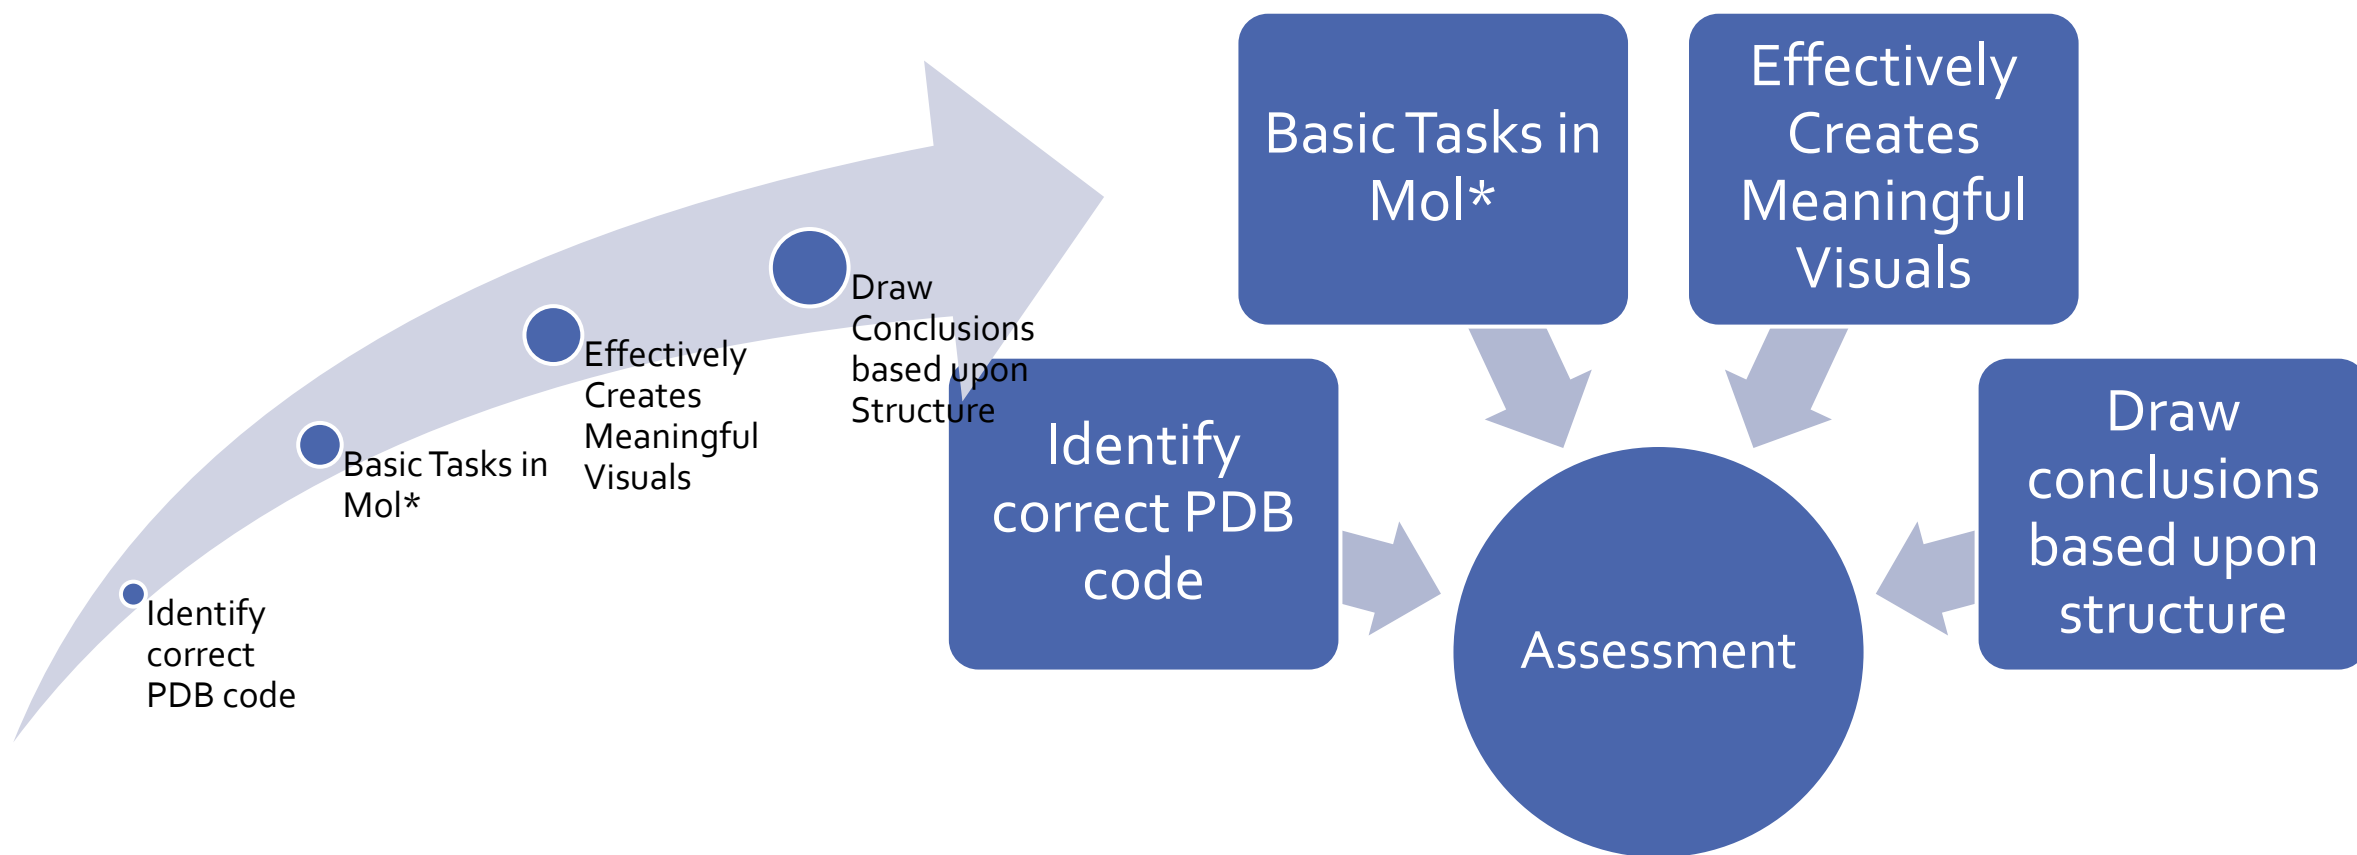 Identify
correct
PDB code
Basic Tasks in
Mol*
Effectively
Creates
Meaningful
Visuals
Draw
Conclusions
based upon
Structure
Identify
correct PDB
code
Basic Tasks in
Mol*
Effectively
Creates
Meaningful
Visuals
Draw
conclusions
based upon
structure
Assessment